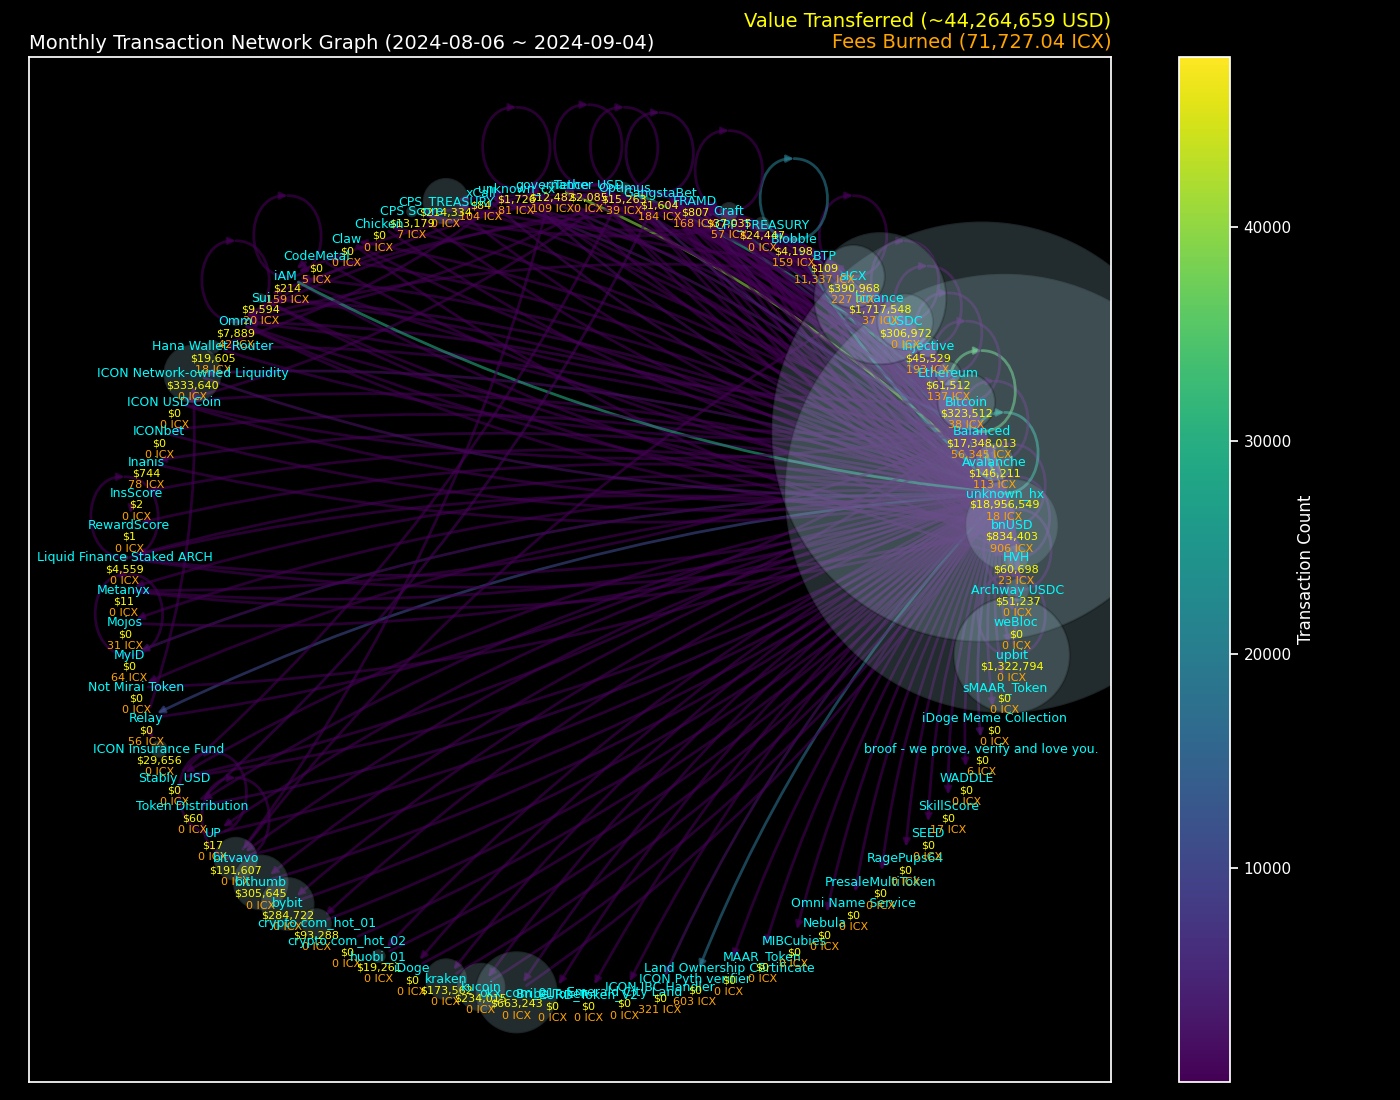 Value Transferred (~44,264,659 USD)
Monthly Transaction Network Graph (2024-08-06 ~ 2024-09-04)
Fees Burned (71,727.04 ICX)
governance
Tether USD
Optimus
GangstaBet
FRAMD
Craft
$1,726
$12,482
$2,085
$15,263
$1,604
$807
81 ICX
109 ICX
0 ICX
39 ICX
184 ICX
168 ICX
57 ICX
xCall
$84
104 ICX
CPS_TREASURY
$214,334
0 ICX
$13,179
7 ICX
$37,035
$24,447
0 ICX
Chicken
$0
0 ICX
Claw
$0
0 ICX
CodeMetal
$0
5 ICX
iAM
$214
159 ICX
Sui
$9,594
20 ICX
Omm
$7,889
42 ICX
Hana Wallet Router
$19,605
18 ICX
ICON Network-owned Liquidity
$333,640
0 ICX
ICON USD Coin
$0
0 ICX
ICONbet
$0
0 ICX
Inanis
$744
78 ICX
InsScore
$2
0 ICX
RewardScore
$1
0 ICX
Liquid Finance Staked ARCH
$4,559
0 ICX
Metanyx
$11
0 ICX
Mojos
$0
31 ICX
MyID
$0
64 ICX
Not Mirai Token
$0
0 ICX
Relay
$0
56 ICX
ICON Insurance Fund
$29,656
0 ICX
Stably_USD
$0
0 ICX
Token Distribution
$60
0 ICX
UP
$17
0 ICX
bitvavo
$191,607
0 ICX
bithumb
$305,645
0 ICX
bybit
$284,722
0 ICX
crypto.com_hot_01
$93,288
0 ICX
crypto.com_hot_02
$0
0 ICX
huobi_01
$19,261
0 ICX
Doge
$0
0 ICX
kraken
$173,562
0 ICX
kucoin
$234,015
0 ICX
$663,243
0 ICX
$0
0 ICX
$0
0 ICX
Emerald City Land
$0
0 ICX
ICON IBC Handler
$0
321 ICX
ICON Pyth verifier
$0
603 ICX
Land Ownership Certificate
$0
0 ICX
MAAR_Token
$0
0 ICX
MIBCubies
$0
Nebula
$0
0 ICX
Omni Name Service
$0
0 ICX
PresaleMultiToken
$0
0 ICX
RagePups64
$0
SEED
$0
0 ICX
SkillScore
$0
17 ICX
WADDLE
$0
0 ICX
broof - we prove, verify and love you.
$0
6 ICX
iDoge Meme Collection
$0
0 ICX
sMAAR_Token
$0
0 ICX
upbit
$1,322,794
0 ICX
weBloc
$0
0 ICX
Archway USDC
$51,237
0 ICX
HVH
$60,698
23 ICX
bnUSD
$834,403
906 ICX
unknown_hx
$18,956,549
18 ICX
Avalanche
$146,211
113 ICX
Balanced
$17,348,013
56,345 ICX
Bitcoin
$323,512
38 ICX
Ethereum
$61,512
137 ICX
Injective
$45,529
193 ICX
USDC
$306,972
0 ICX
binance
$1,717,548
37 ICX
sICX
$390,968
227 ICX
BTP
$109
11,337 ICX
Blobble
$4,198
159 ICX
40000
30000
20000
10000
Transaction Count